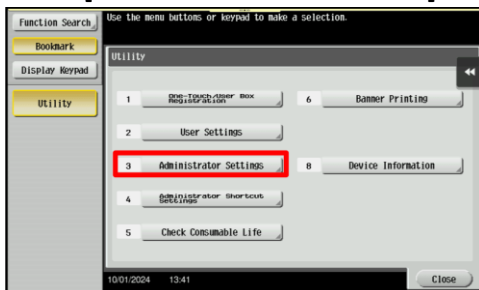 Use the menu buttons or keypad to make a selection.
Function Search
Bookmark
Display Keypad
Utility
Utility
1 One-Touch/User Box
Registration
6 Banner Printing
2 User Settings
3 Administrator Settings
8 Device Information
4 Administrator Shortcut
Settings
5 Check Consumable Life
10/01/2024 13:41
Close